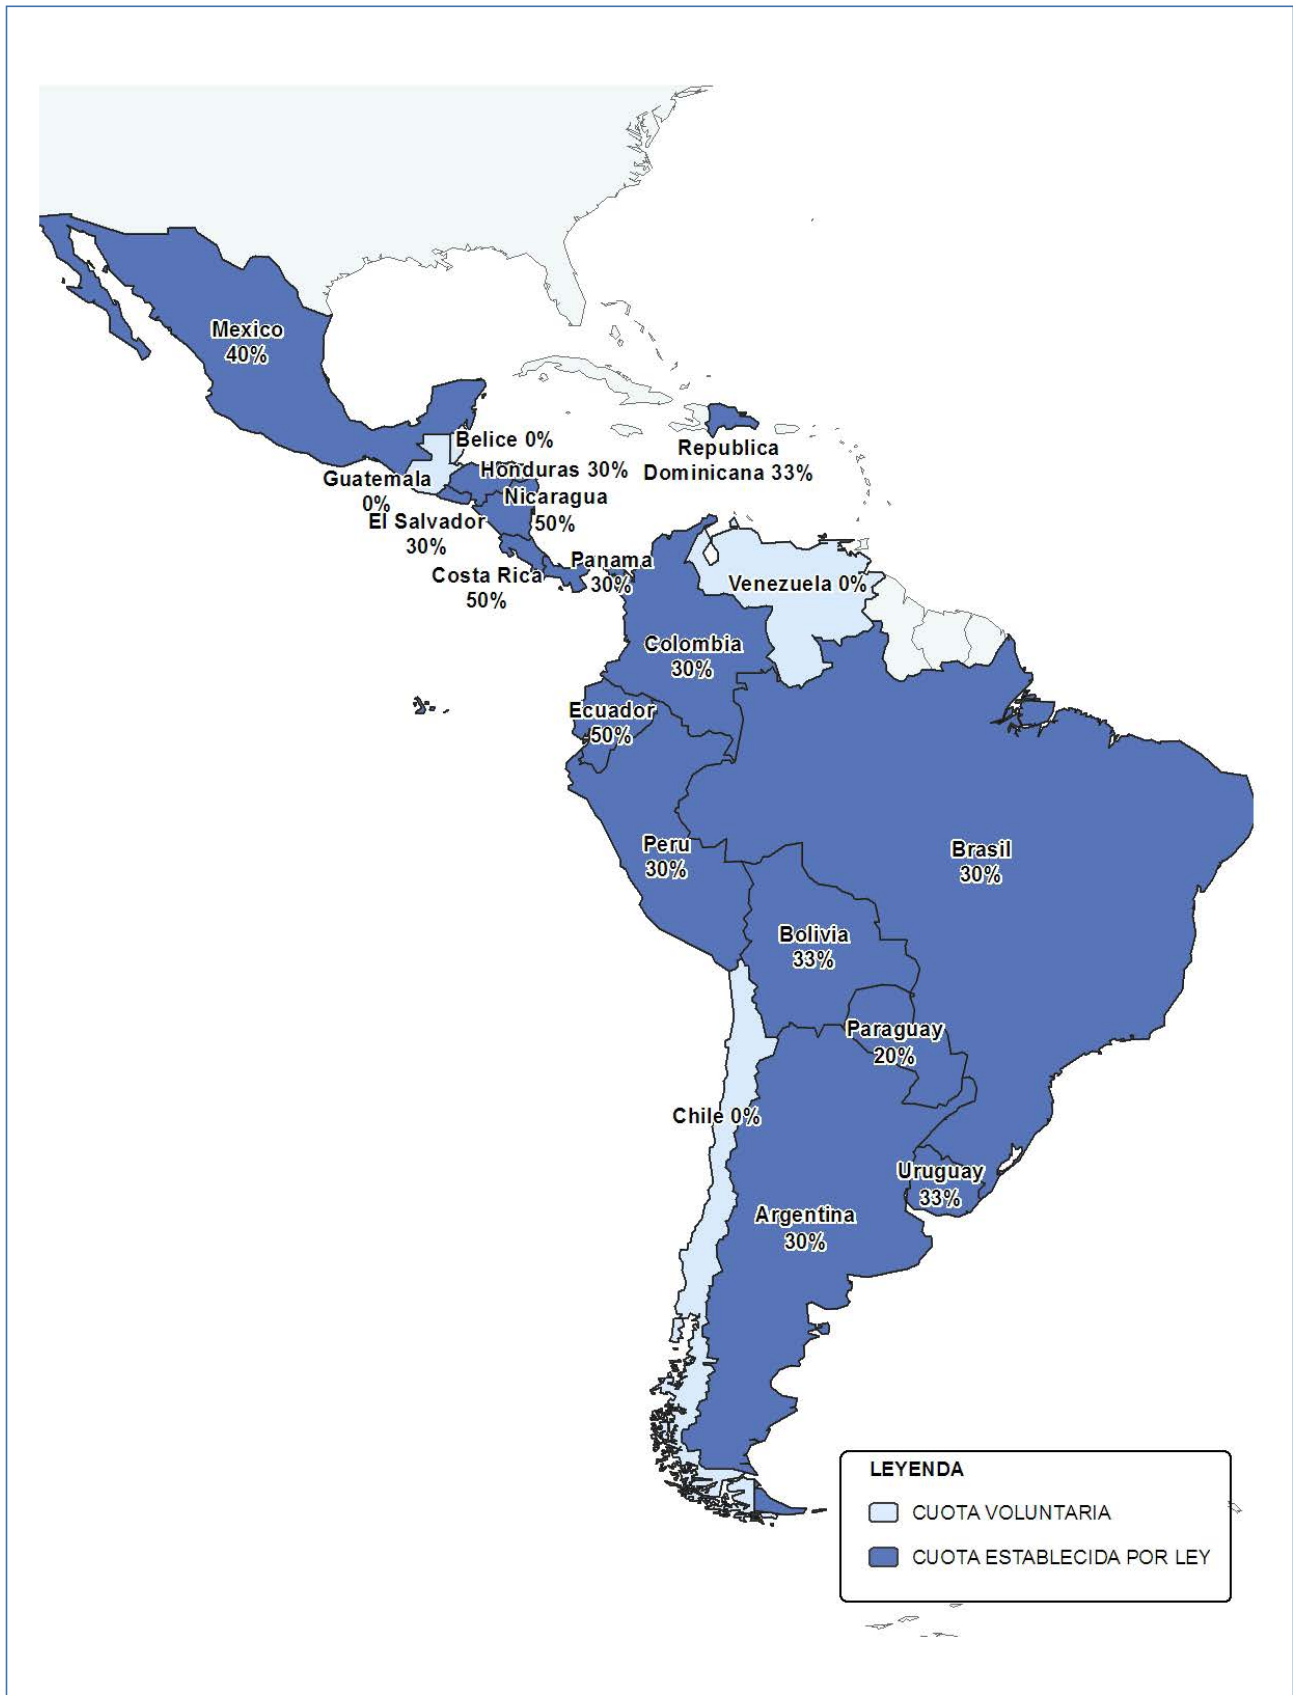 Mexico
40%
Belice 0%
Guatemala
0%
Honduras 30%
Nicaragua
50%
El Salvador
30%
Costa Rica
50%
Panama
30%
Republica
Dominicana 33%
Venezuela 0%
Colombia
30%
Ecuador
50%
Peru
30%
Brasil
30%
Bolivia
33%
Paraguay
20%
Chile 0%
Uruguay
33%
Argentina
30%
LEYENDA
CUOTA VOLUNTARIA
CUOTA ESTABLECIDA POR LEY